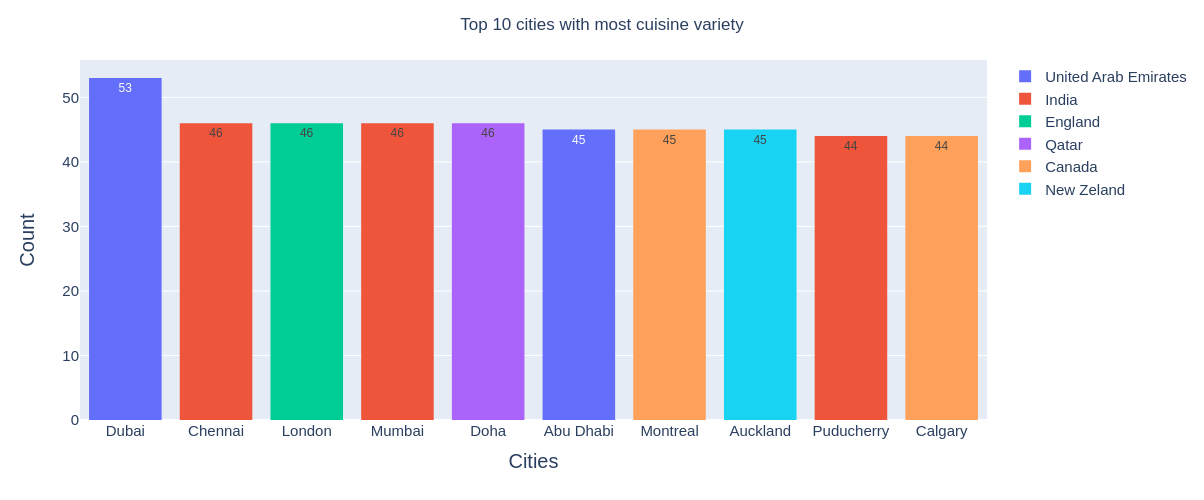 Top 10 cities with most cuisine variety
United Arab Emirates
India
England
Qatar
Canada
New Zeland
Count
50
40
30
20
10
0
53 46 46 46 46 45 45 45 44 44
Dubai Chennai London Mumbai Doha Abu Dhabi Montreal Auckland Puducherry Calgary
Cities